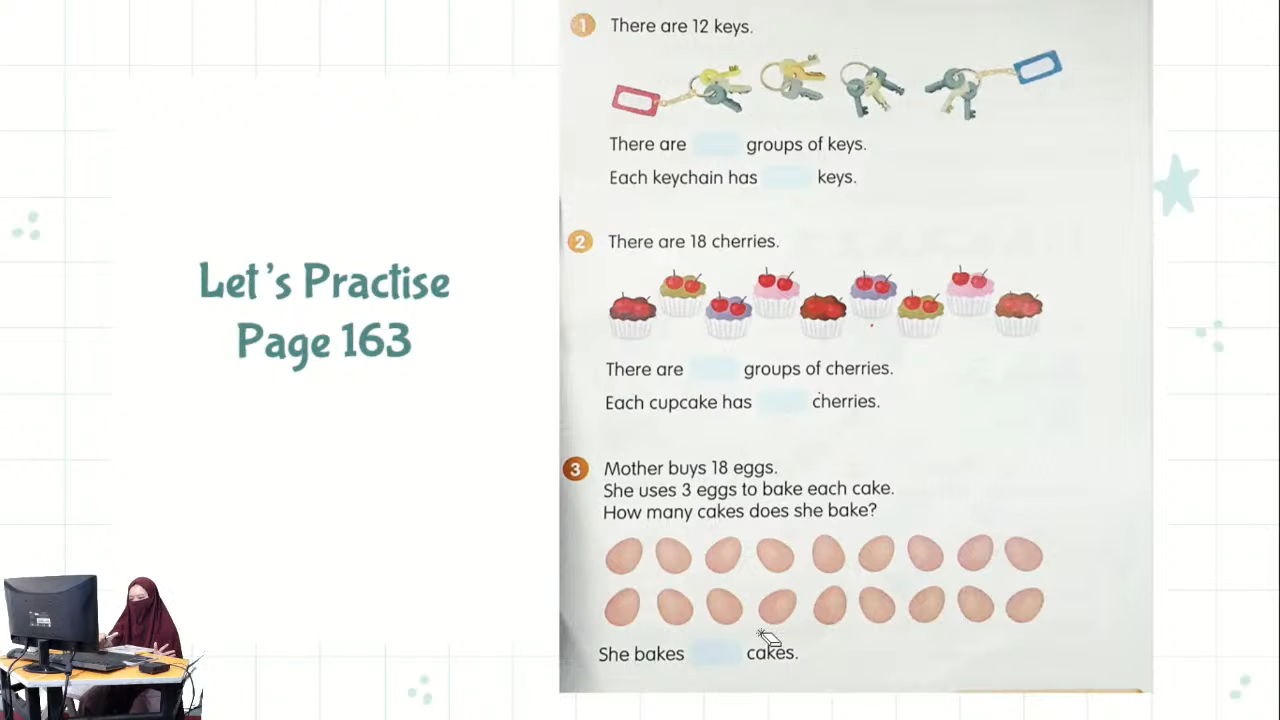 Let's Practise
Page 163
1 There are 12 keys.
There are groups of keys.
Each keychain has keys.
2 There are 18 cherries.
There are groups of cherries.
Each cupcake has cherries.
3 Mother buys 18 eggs.
She uses 3 eggs to bake each cake.
How many cakes does she bake?
She bakes cakes.